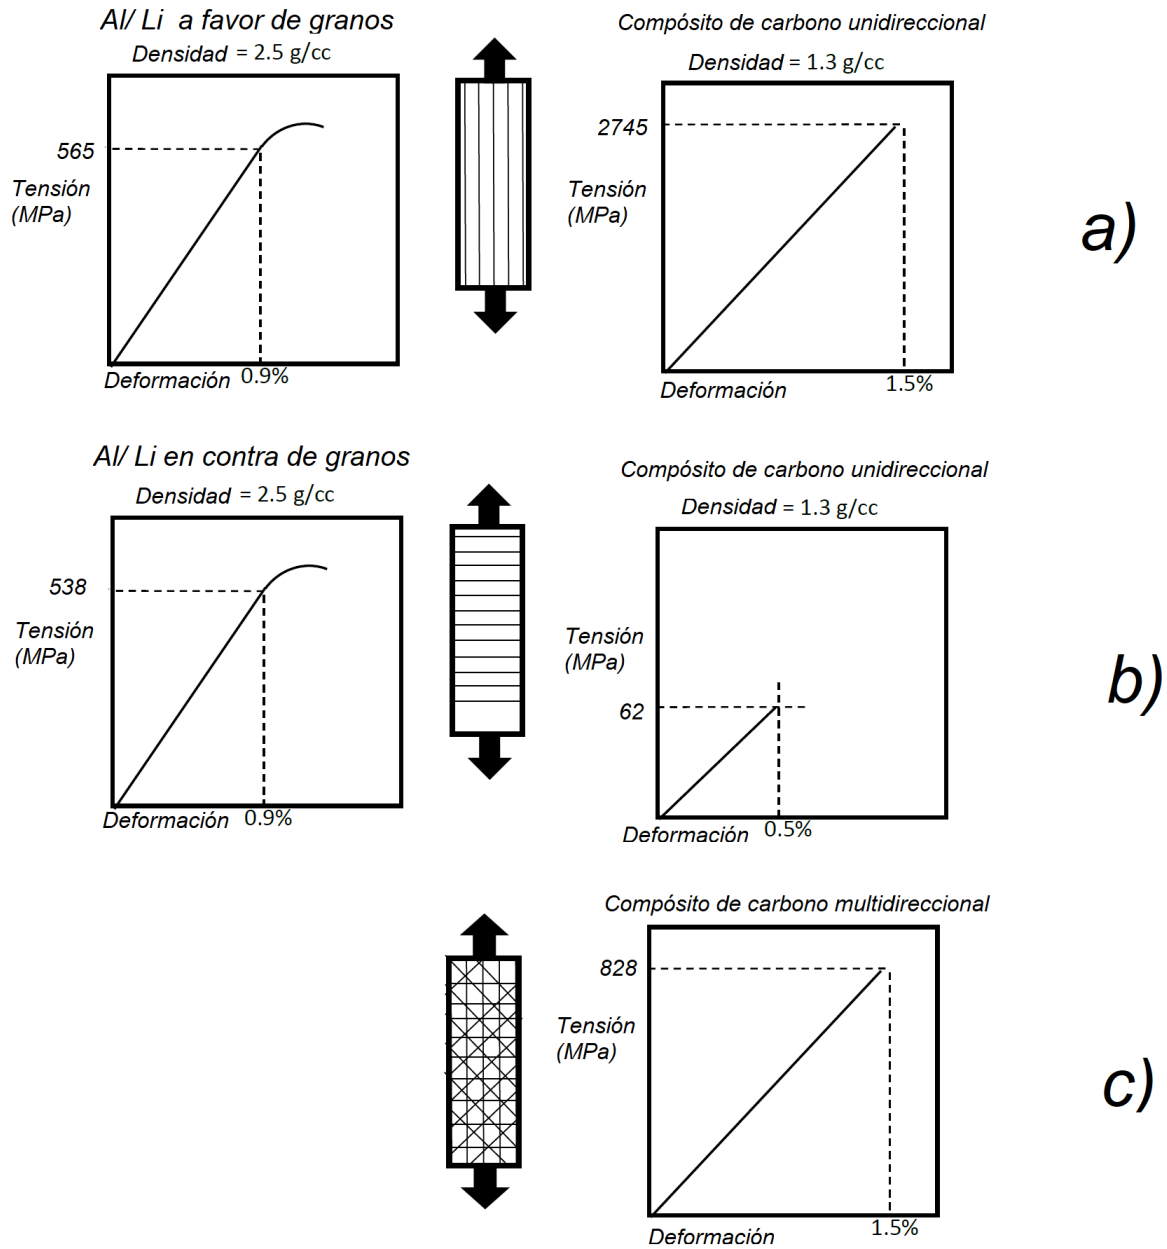 Al/ Li  a favor de granos
Densidad = 2.5 g/cc
565
Tensión
(MPa)
Deformación 0.9%
Compósito de carbono unidireccional
Densidad = 1.3 g/cc
2745
Tensión
(MPa)
Deformación
1.5%
a)
Al/ Li en contra de granos
Densidad = 2.5 g/cc
538
Tensión
(MPa)
Deformación 0.9%
Compósito de carbono unidireccional
Densidad = 1.3 g/cc
Tensión
(MPa)
62
Deformación 0.5%
b)
Compósito de carbono multidireccional
828
Tensión
(MPa)
Deformación
1.5%
c)